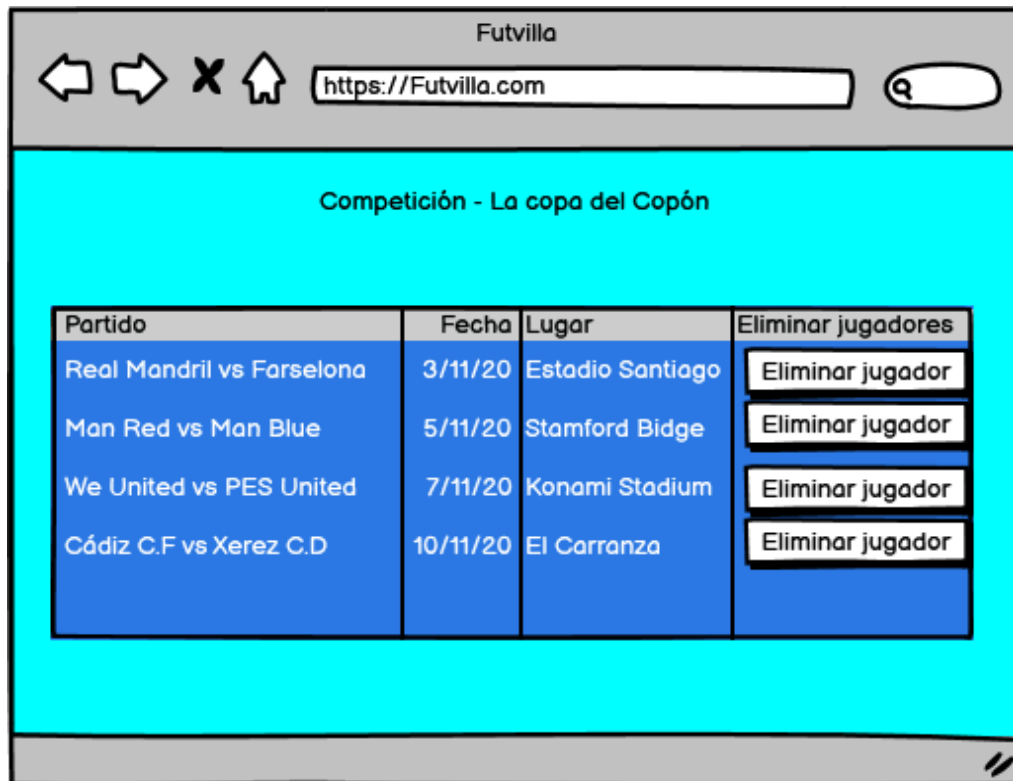 Futvilla
https://Futvilla.com
Competición - La copa del Copón
Partido Fecha Lugar Eliminar jugadores
Real Mandril vs Farselona 3/11/20 Estadio Santiago Eliminar jugador
Man Red vs Man Blue 5/11/20 Stamford Bidge Eliminar jugador
We United vs PES United 7/11/20 Konami Stadium Eliminar jugador
Cádiz C.F vs Xerez C.D 10/11/20 El Carranza Eliminar jugador